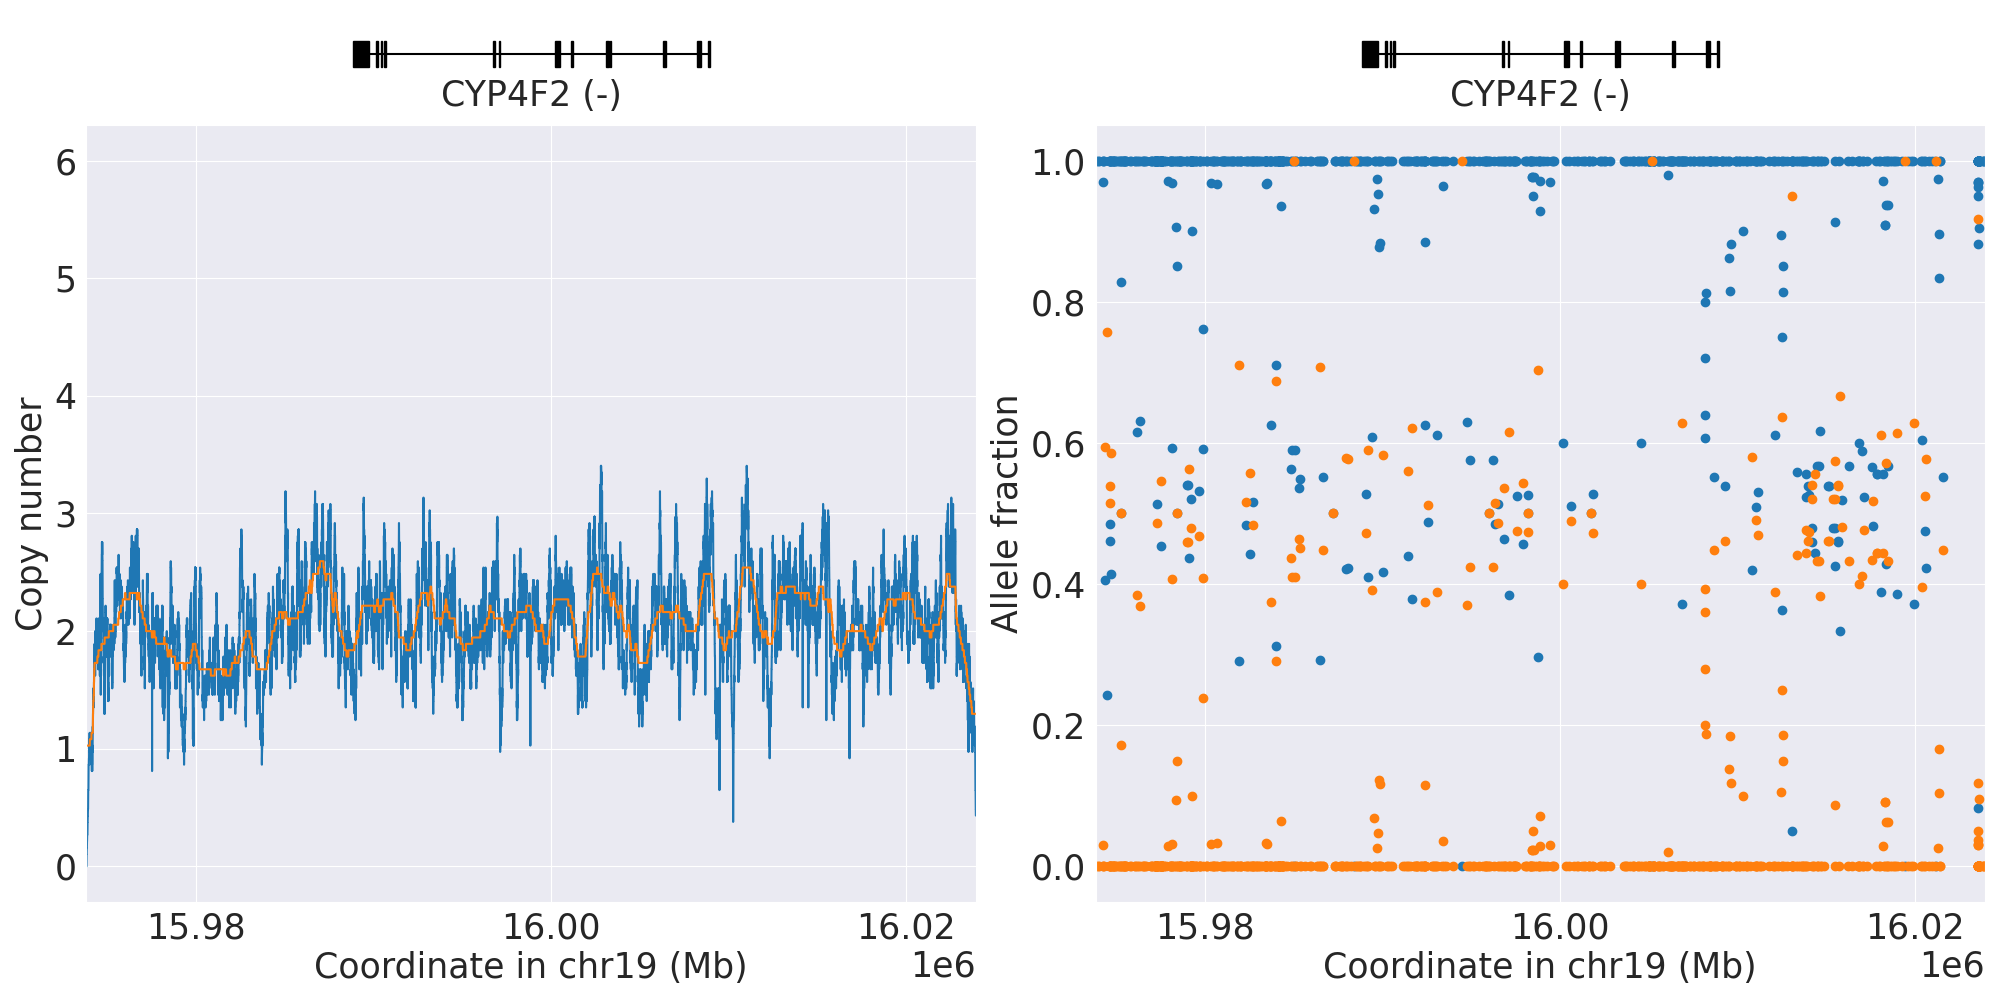 CYP4F2 (-)
6
5
4
3
2
1
0
Copy number
15.98
16.00
16.02
Coordinate in chr19 (Mb)
1e6
CYP4F2 (-)
1.0
0.8
0.6
0.4
0.2
0.0
Allele fraction
15.98
16.00
16.02
Coordinate in chr19 (Mb)
1e6